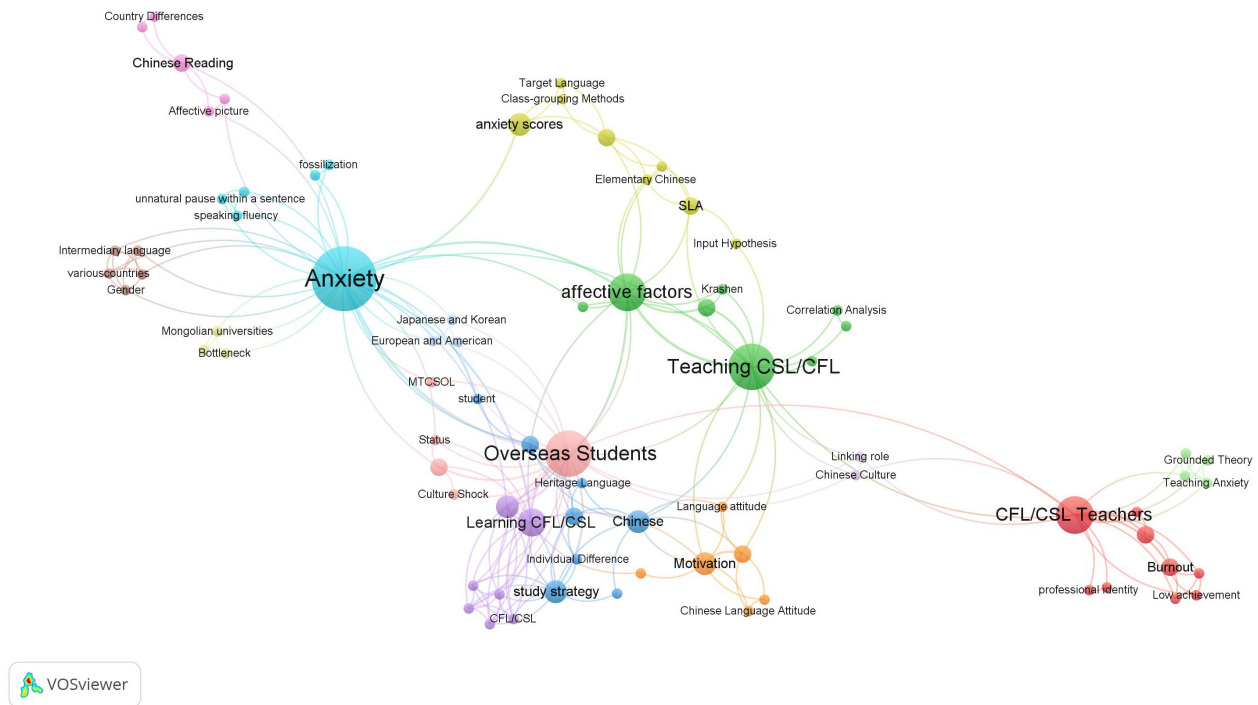 Country Differences
Chinese Reading
Affective picture
Target Language
Class-grouping Methods
anxiety scores
fossilization
Elementary Chinese
unnatural pause within a sentence
SLA
speaking fluency
Intermediary language
Input Hypothesis
variouscountries
Anxiety
Gender
affective factors
Krashen
Correlation Analysis
Japanese and Korean
Mongolian universities
European and American
Bottleneck
Teaching CSL/CFL
MTCSOL
student
Status
Overseas Students
Linking role
Grounded Theory
Chinese Culture
Heritage Language
Teaching Anxiety
Culture Shock
Language attitude
CFL/CSL Teachers
Learning CFL/CSL
Chinese
Individual Difference
Motivation
Burnout
study strategy
professional identity
Low achievement
Chinese Language Attitude
CFL/CSL
VOSviewer